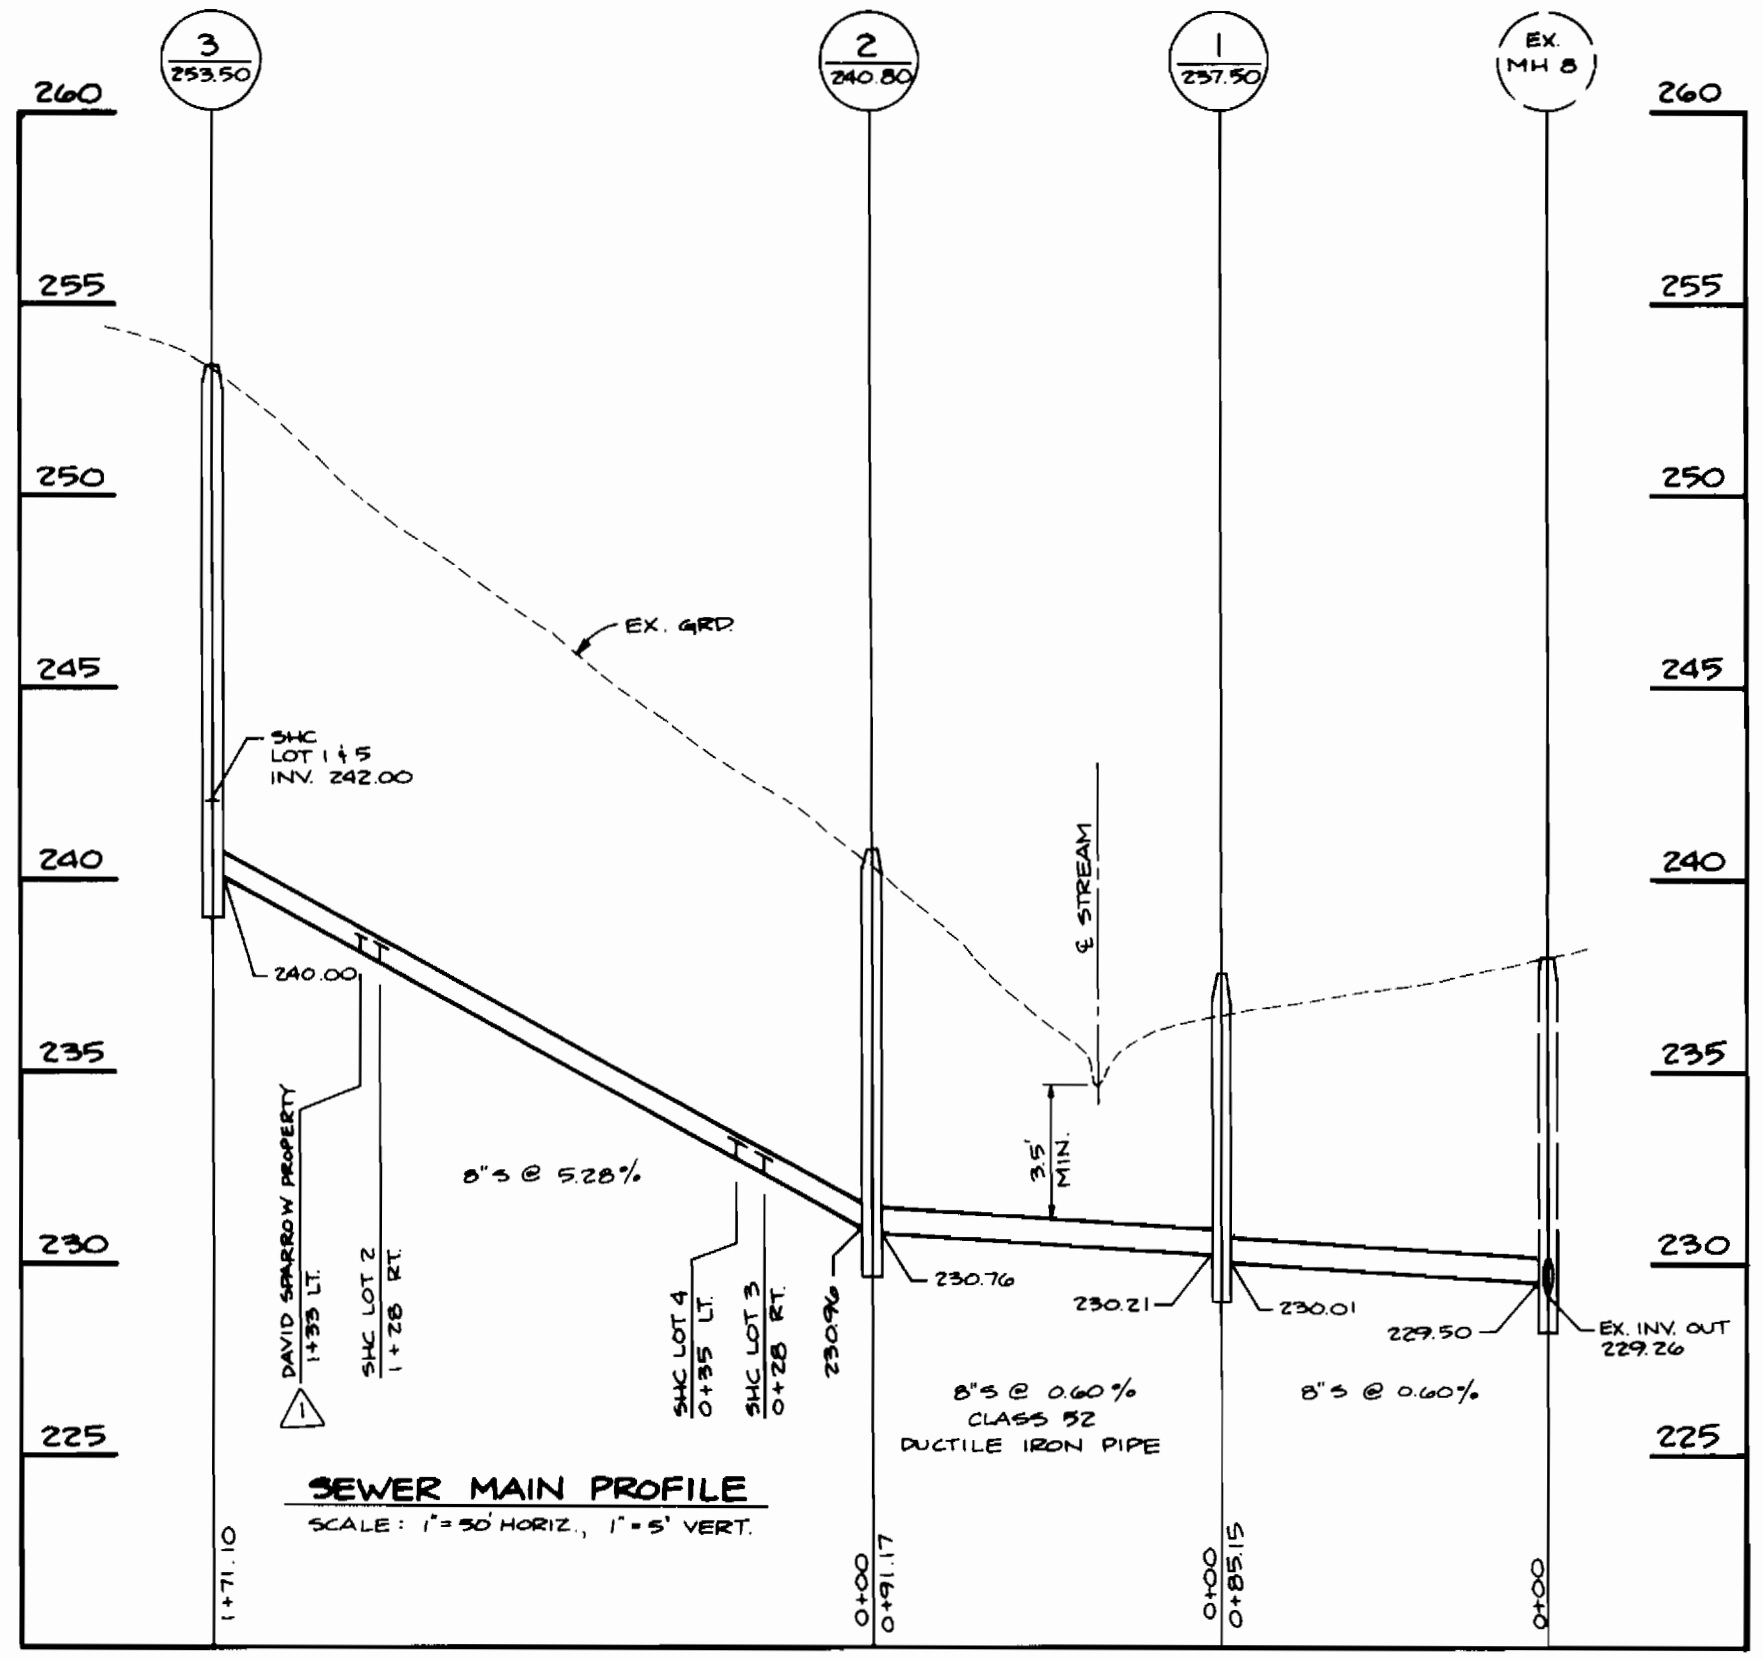 3
253.50
2
240.80
1
237.50
EX.
MH 8
260
260
255
255
250
250
EX. GRD.
245
245
SHC
LOT 1 & 5
INV. 242.00
240
240
℄ STREAM
240.00
235
235
3.5'
MIN.
DAVID SPARROW PROPERTY
1+33 LT.
1
SHC LOT 2
1+28 RT.
8"S @ 5.28%
SHC LOT 4
0+35 LT.
SHC LOT 3
0+28 RT.
230.96
230
230
230.76
230.21
230.01
229.50
EX. INV. OUT
229.26
8"S @ 0.60%
CLASS 52
DUCTILE IRON PIPE
8"S @ 0.60%
225
225
SEWER MAIN PROFILE
SCALE: 1"=50' HORIZ., 1"=5' VERT.
1+71.10
0+00
0+91.17
0+00
0+85.15
0+00